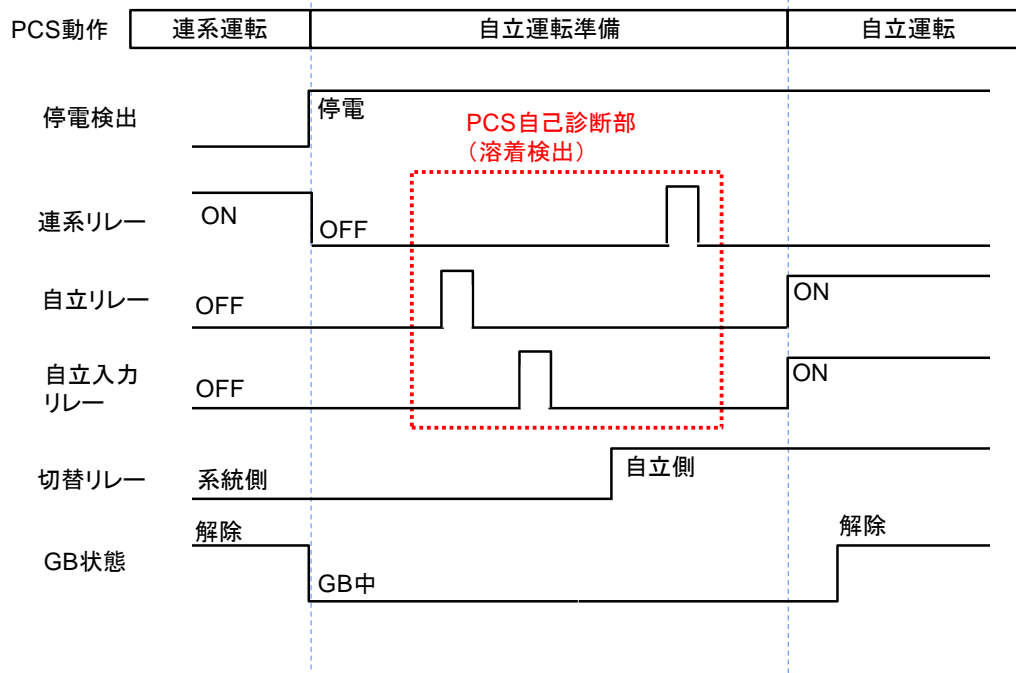 PCS動作
連系運転
自立運転準備
自立運転
停電検出
停電
PCS自己診断部
（溶着検出）
連系リレー
ON
OFF
自立リレー
OFF
ON
自立入力
リレー
OFF
ON
切替リレー
系統側
自立側
GB状態
解除
GB中
解除